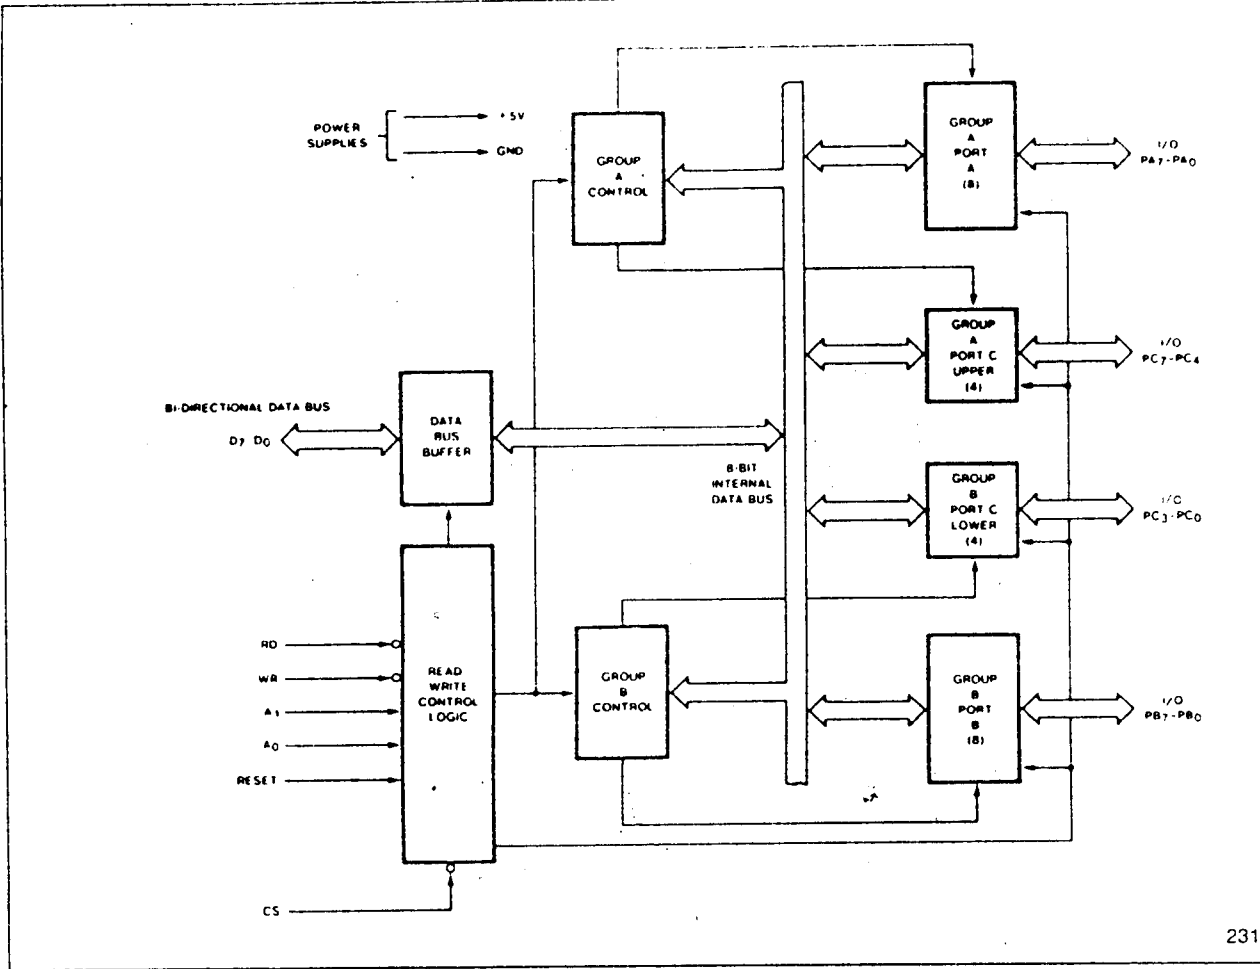 POWER
SUPPLIES
+5V
GND
GROUP
A
CONTROL
GROUP
A
PORT
A
(8)
I/O
PA7-PA0
GROUP
A
PORT C
UPPER
(4)
I/O
PC7-PC4
BI-DIRECTIONAL DATA BUS
D7 D0
DATA
BUS
BUFFER
8-BIT
INTERNAL
DATA BUS
GROUP
B
PORT C
LOWER
(4)
I/O
PC3-PC0
RD
WR
A1
A0
RESET
CS
READ
WRITE
CONTROL
LOGIC
GROUP
B
CONTROL
GROUP
B
PORT
B
(8)
I/O
PB7-PB0
231